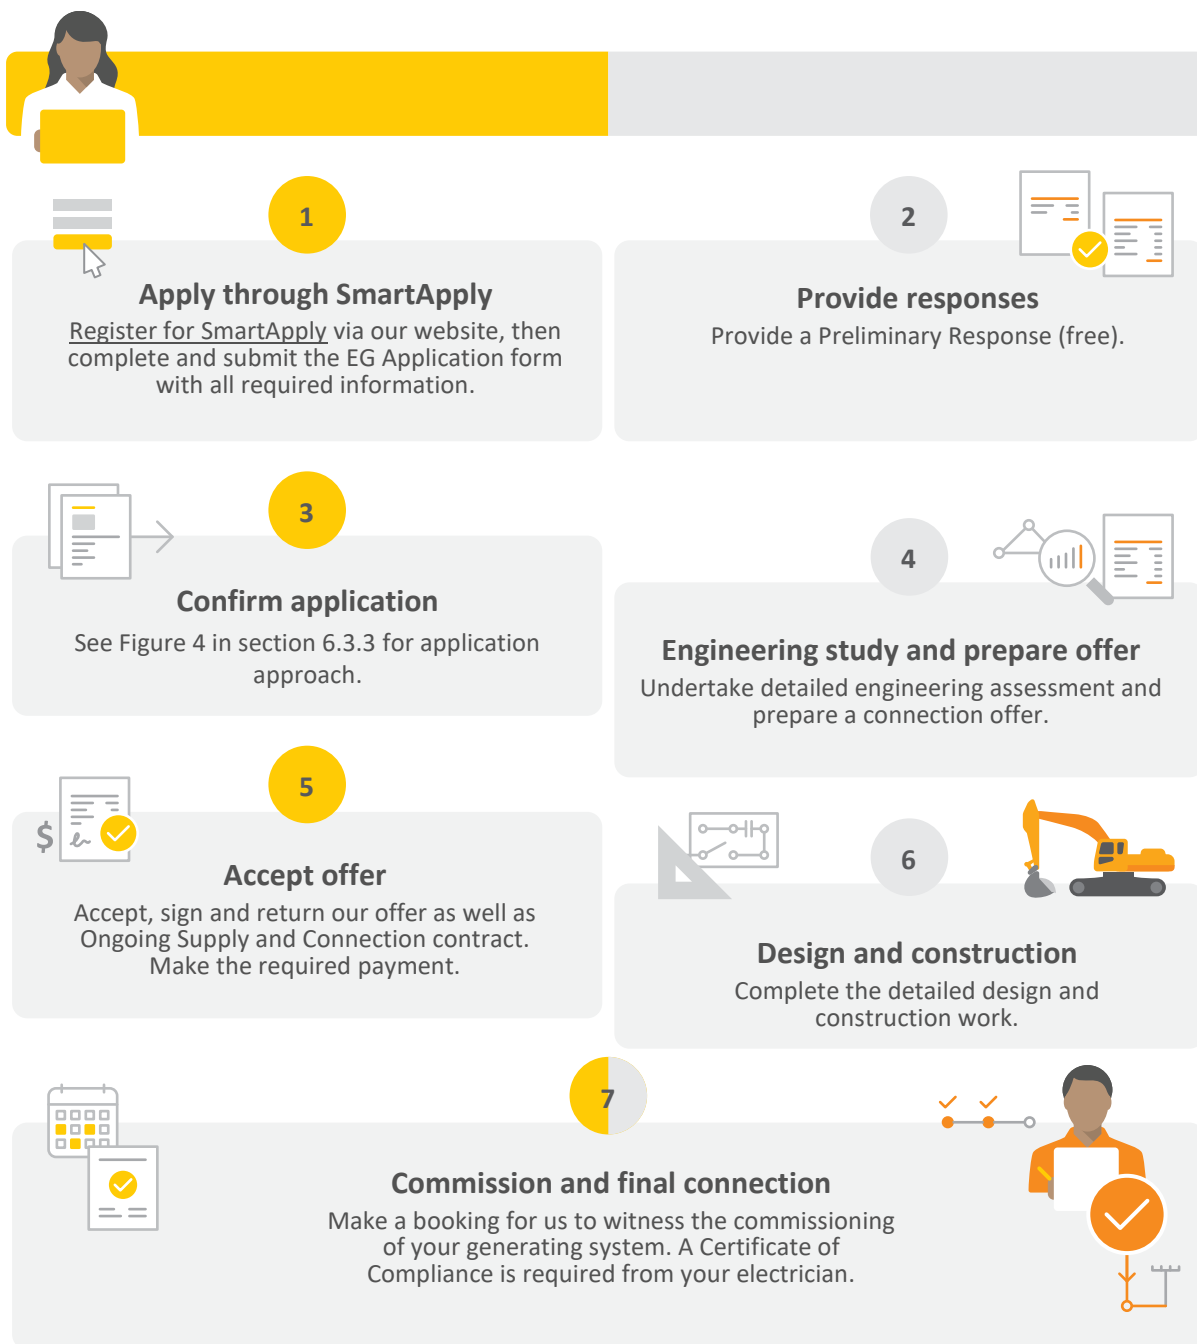 1
Apply through SmartApply
Register for SmartApply via our website, then
complete and submit the EG Application form
with all required information.
2
Provide responses
Provide a Preliminary Response (free).
3
Confirm application
See Figure 4 in section 6.3.3 for application
approach.
4
Engineering study and prepare offer
Undertake detailed engineering assessment and
prepare a connection offer.
5
$
Accept offer
Accept, sign and return our offer as well as
Ongoing Supply and Connection contract.
Make the required payment.
6
Design and construction
Complete the detailed design and
construction work.
7
Commission and final connection
Make a booking for us to witness the commissioning
of your generating system. A Certificate of
Compliance is required from your electrician.